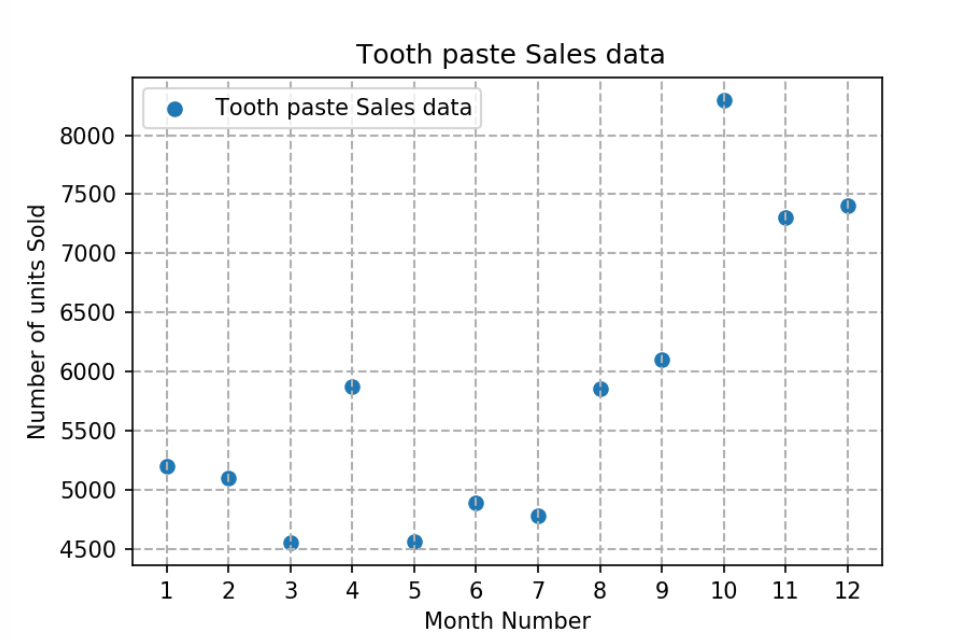 Tooth paste Sales data
Tooth paste Sales data
8000
7500
7000
6500
6000
5500
5000
4500
Number of units Sold
1 2 3 4 5 6 7 8 9 10 11 12
Month Number